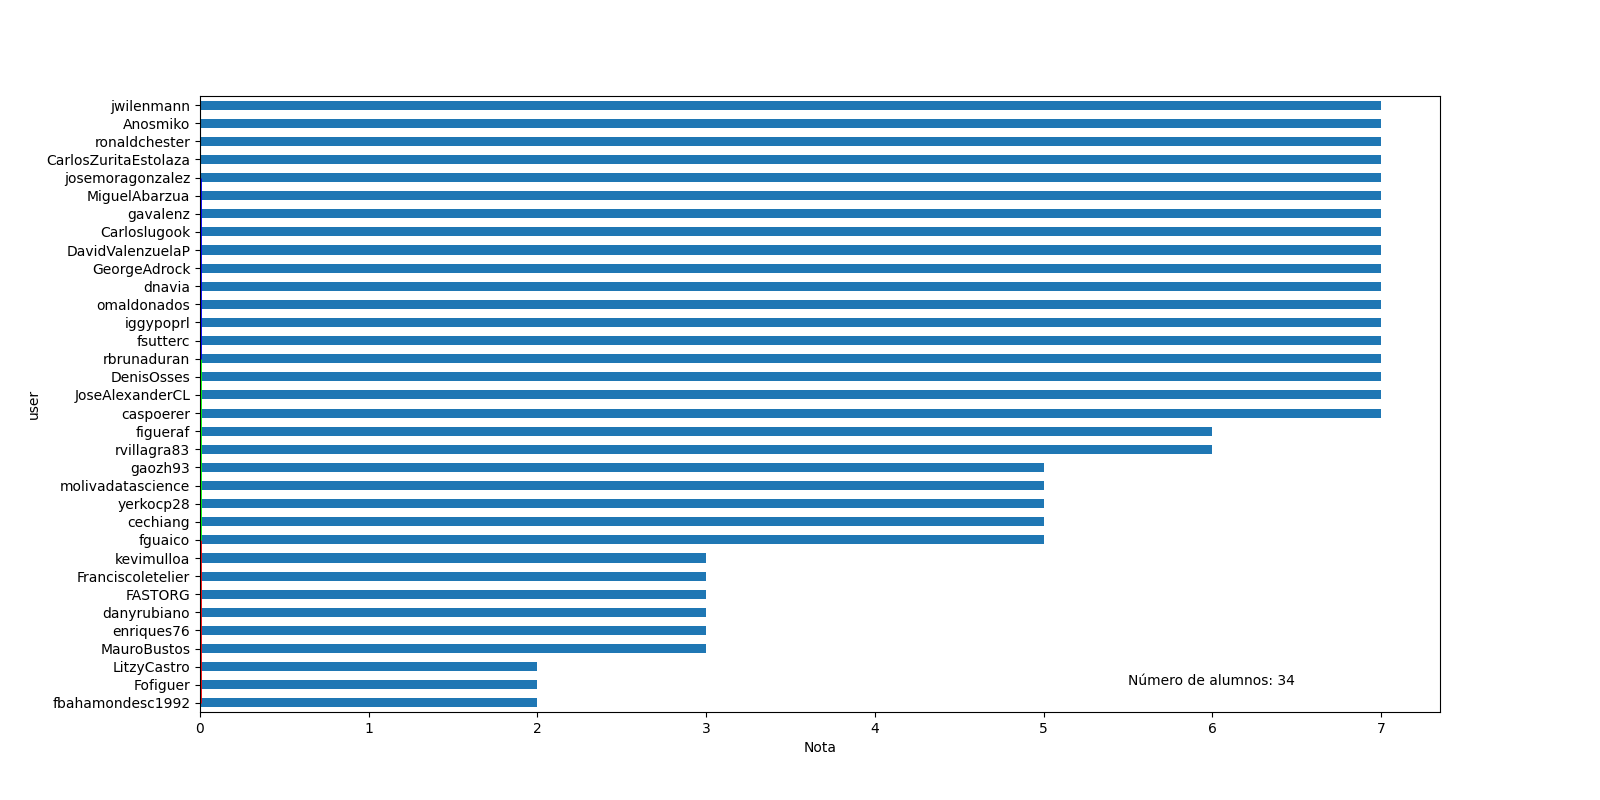 jwilenmann
Anosmiko
ronaldchester
CarlosZuritaEstolaza
josemoragonzalez
MiguelAbarzua
gavalenz
Carloslugook
DavidValenzuelaP
GeorgeAdrock
dnavia
omaldonados
iggypoprl
fsutterc
rbrunaduran
DenisOsses
JoseAlexanderCL
caspoerer
figueraf
rvillagra83
gaozh93
molivadatascience
yerkocp28
cechiang
fguaico
kevimulloa
Franciscoletelier
FASTORG
danyrubiano
enriques76
MauroBustos
LitzyCastro
Fofiguer
fbahamondesc1992
user
Número de alumnos: 34
0 1 2 3 4 5 6 7
Nota